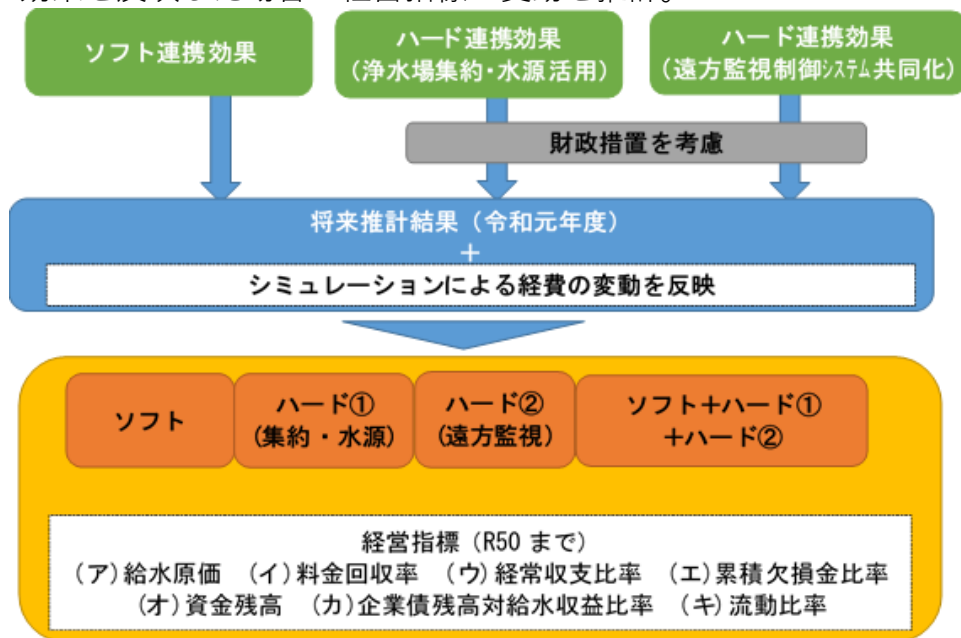 ソフト連携効果
ハード連携効果
(浄水場集約・水源活用)
ハード連携効果
(遠方監視制御システム共同化)
財政措置を考慮
将来推計結果（令和元年度）
＋
シミュレーションによる経費の変動を反映
ソフト
ハード①
(集約・水源)
ハード②
(遠方監視)
ソフト＋ハード①
＋ハード②
経営指標（R50 まで）
（ア）給水原価　（イ）料金回収率　（ウ）経常収支比率　（エ）累積欠損金比率
（オ）資金残高　（カ）企業債残高対給水収益比率　（キ）流動比率